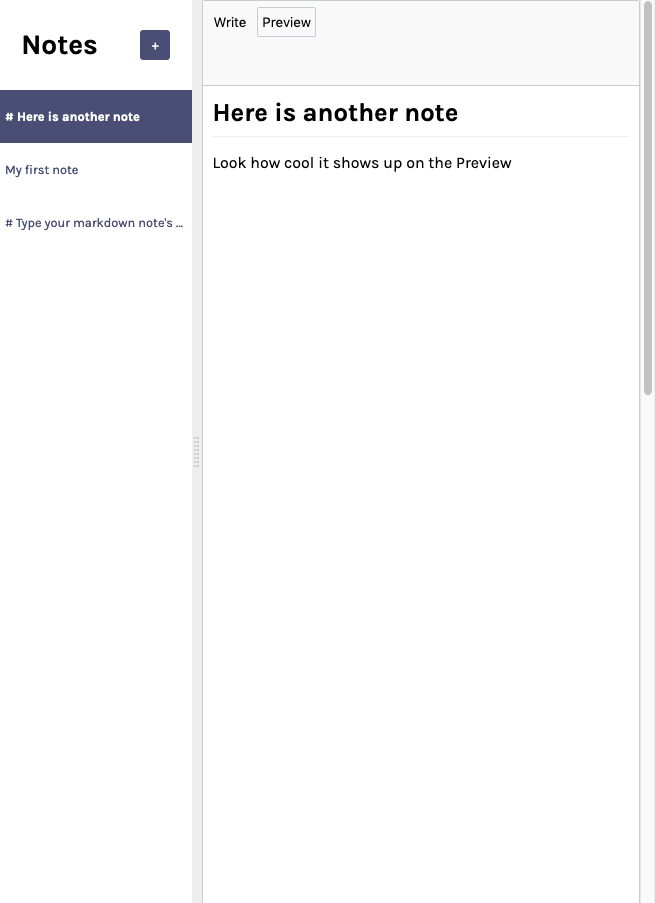 Notes
+
# Here is another note
My first note
# Type your markdown note's ...
Write Preview
Here is another note
Look how cool it shows up on the Preview